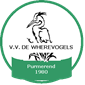 V.V. DE WHEREVOGELS
Purmerend
1980